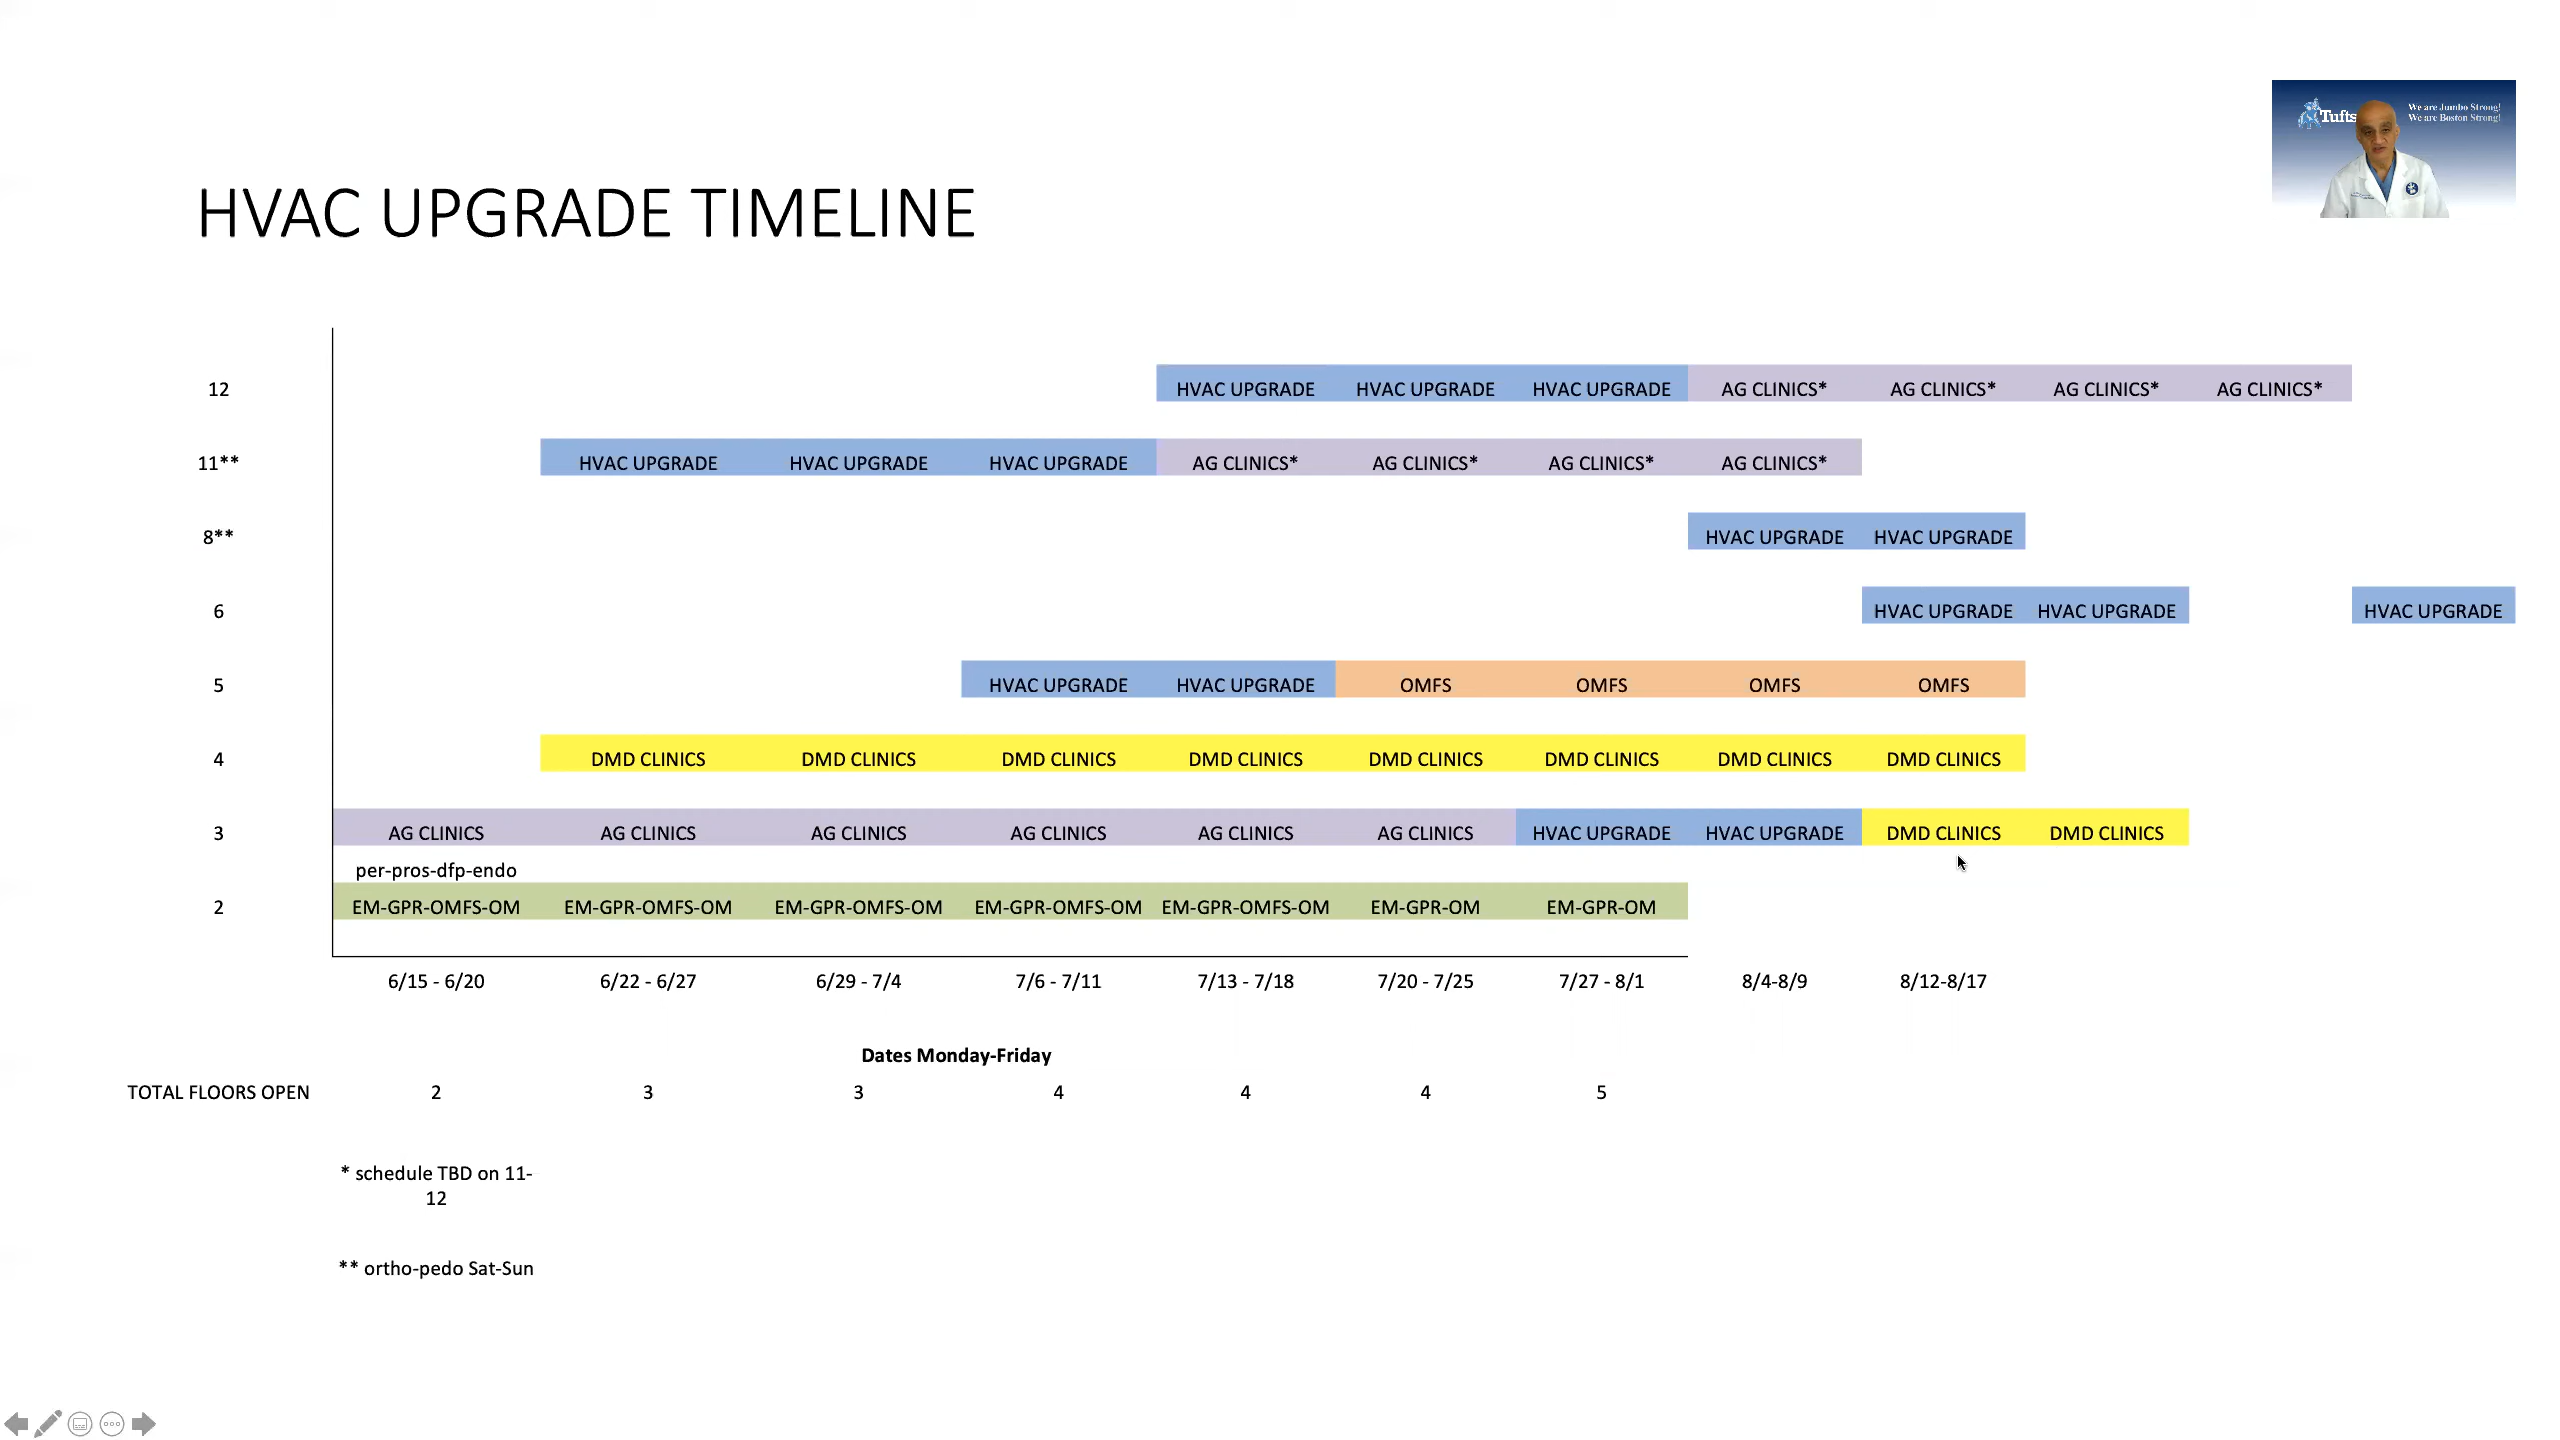 Tufts
We are Jumbo Strong!
We are Boston Strong!
HVAC UPGRADE TIMELINE
12 HVAC UPGRADE HVAC UPGRADE HVAC UPGRADE AG CLINICS* AG CLINICS* AG CLINICS* AG CLINICS*
11** HVAC UPGRADE HVAC UPGRADE HVAC UPGRADE AG CLINICS* AG CLINICS* AG CLINICS* AG CLINICS*
8** HVAC UPGRADE HVAC UPGRADE
6 HVAC UPGRADE HVAC UPGRADE HVAC UPGRADE
5 HVAC UPGRADE HVAC UPGRADE OMFS OMFS OMFS OMFS
4 DMD CLINICS DMD CLINICS DMD CLINICS DMD CLINICS DMD CLINICS DMD CLINICS DMD CLINICS DMD CLINICS
3 AG CLINICS AG CLINICS AG CLINICS AG CLINICS AG CLINICS AG CLINICS HVAC UPGRADE HVAC UPGRADE DMD CLINICS DMD CLINICS
per-pros-dfp-endo
2 EM-GPR-OMFS-OM EM-GPR-OMFS-OM EM-GPR-OMFS-OM EM-GPR-OMFS-OM EM-GPR-OMFS-OM EM-GPR-OM EM-GPR-OM
6/15 - 6/20 6/22 - 6/27 6/29 - 7/4 7/6 - 7/11 7/13 - 7/18 7/20 - 7/25 7/27 - 8/1 8/4-8/9 8/12-8/17
Dates Monday-Friday
TOTAL FLOORS OPEN 2 3 3 4 4 4 5
* schedule TBD on 11-
12
** ortho-pedo Sat-Sun